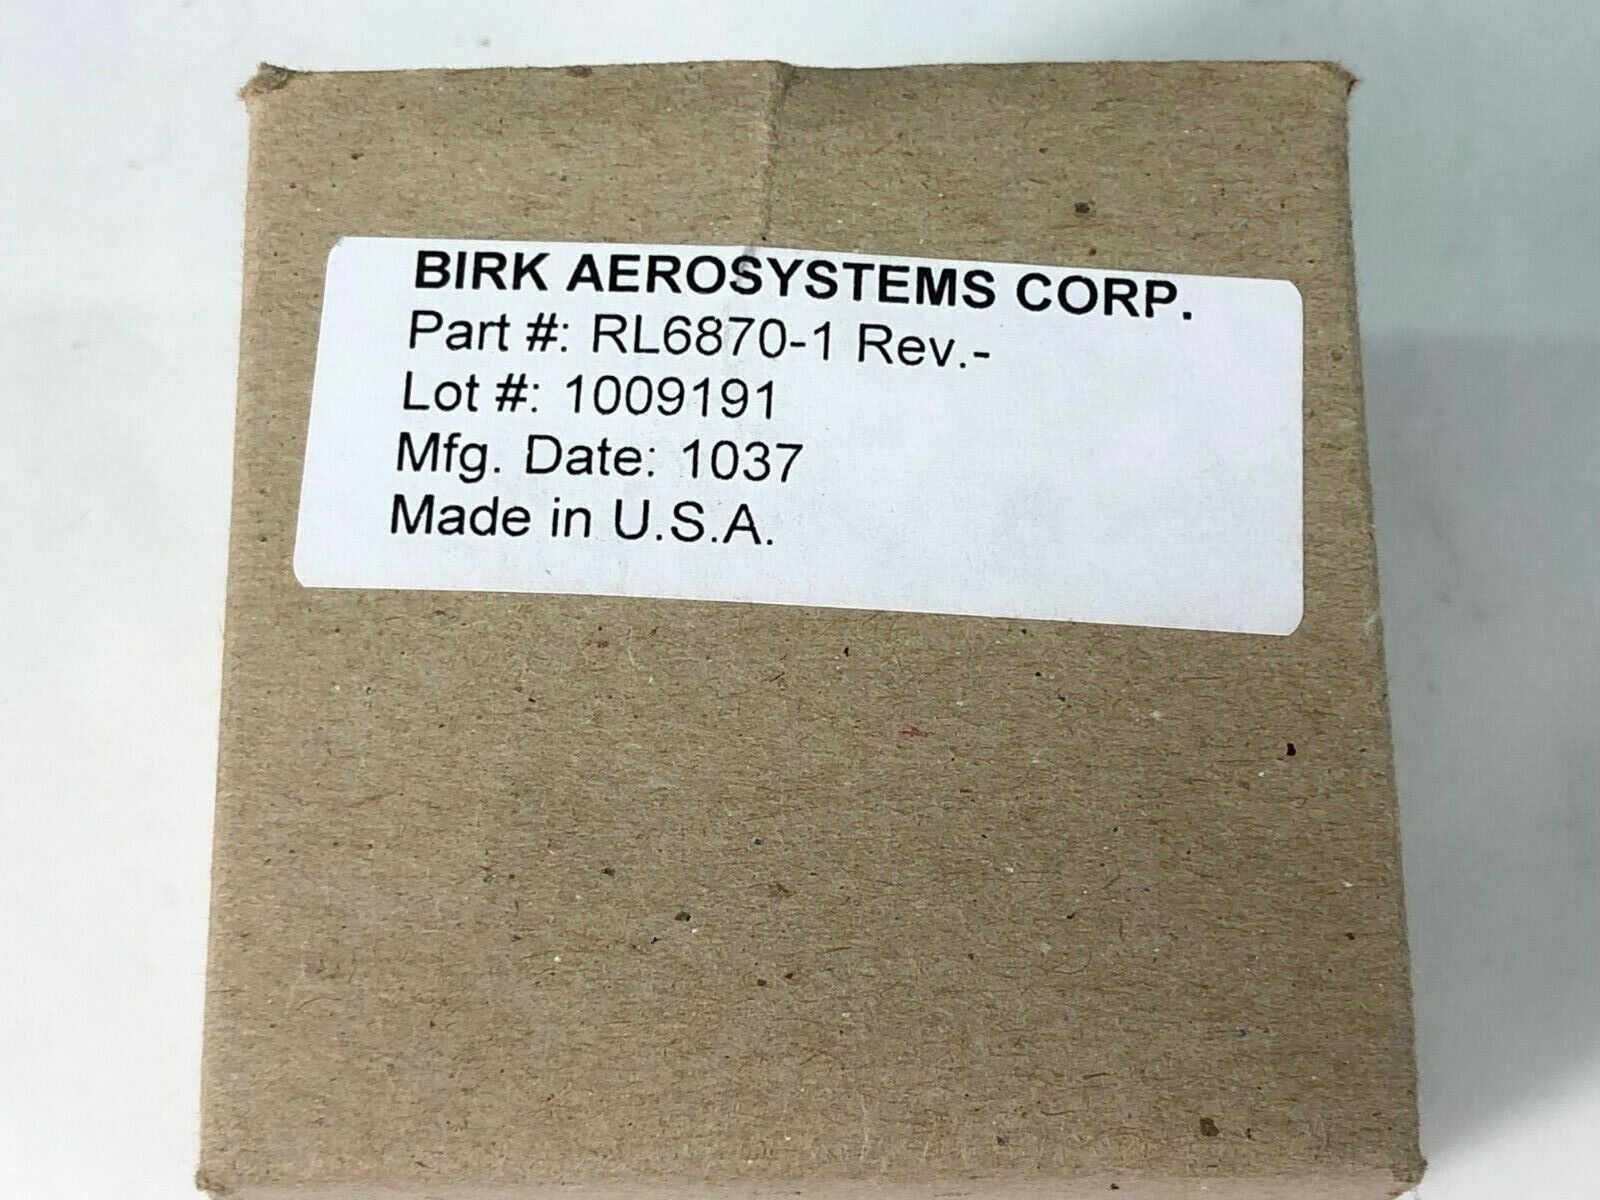 BIRK AEROSYSTEMS CORP.
Part #: RL6870-1 Rev.-
Lot #: 1009191
Mfg. Date: 1037
Made in U.S.A.